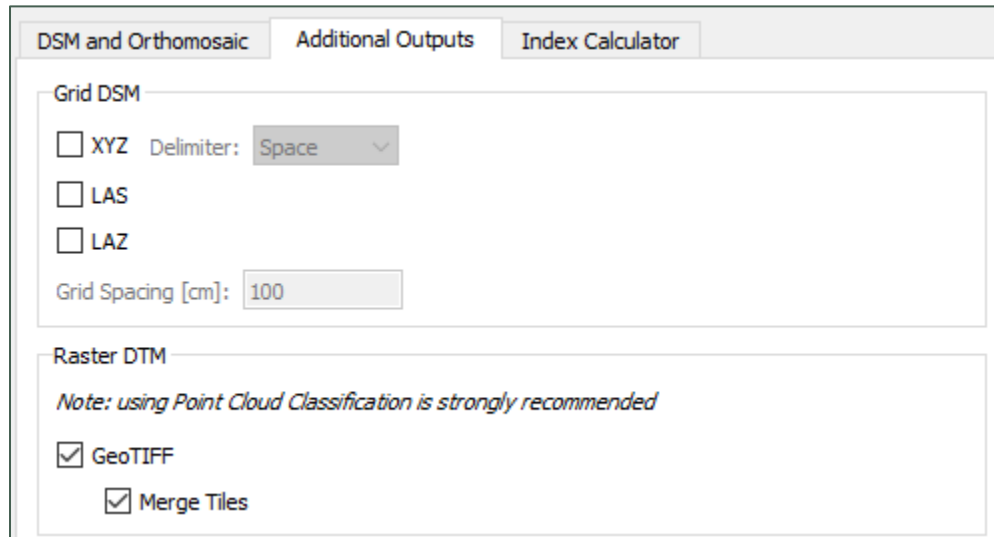 DSM and Orthomosaic Additional Outputs Index Calculator
Grid DSM
XYZ Delimiter: Space
LAS
LAZ
Grid Spacing [cm]: 100
Raster DTM
Note: using Point Cloud Classification is strongly recommended
GeoTIFF
Merge Tiles